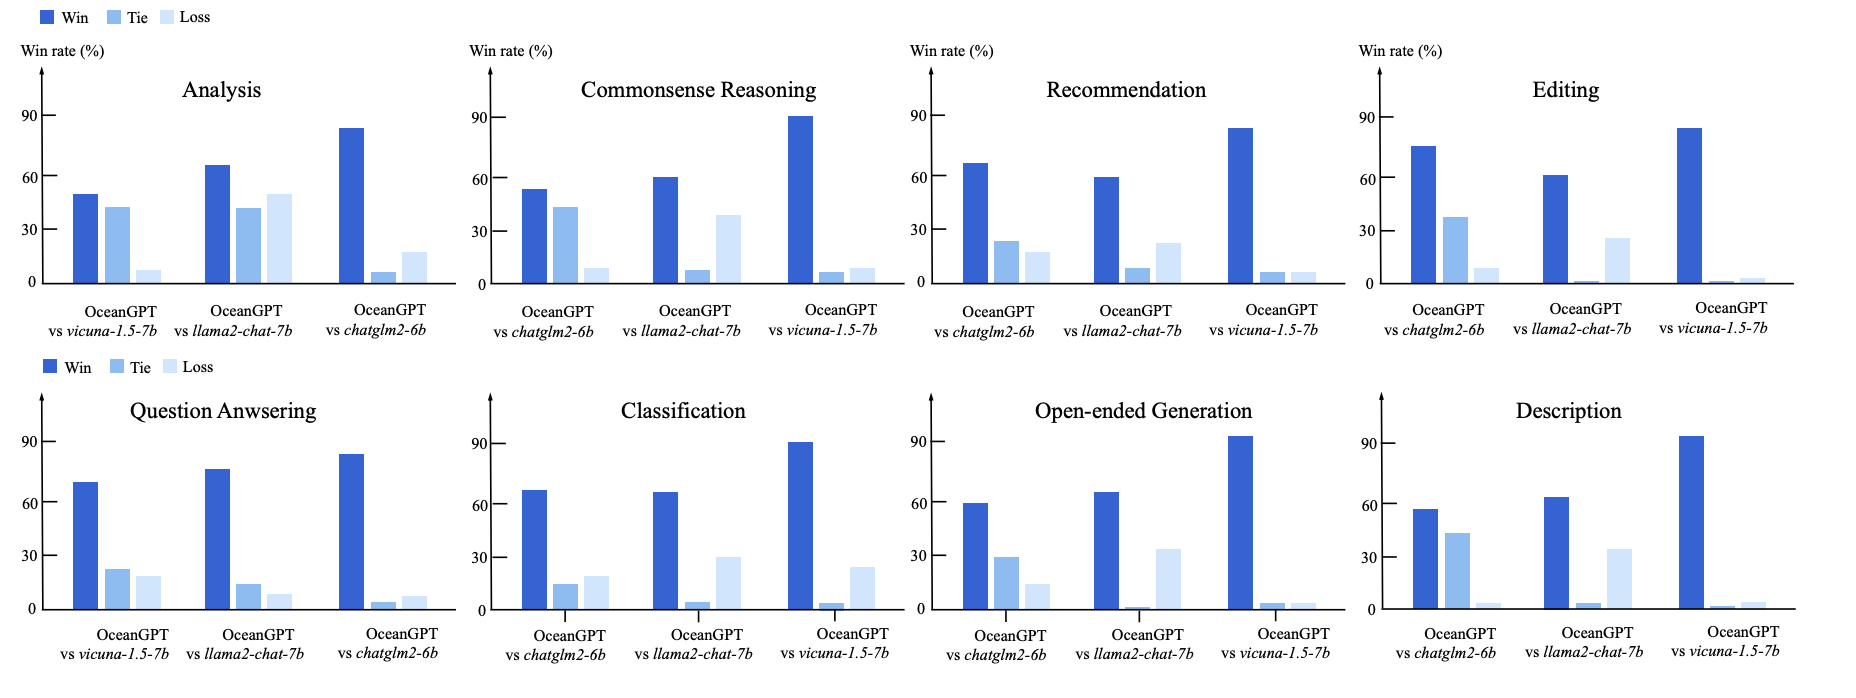 Win Tie Loss
Win rate (%) Win rate (%) Win rate (%) Win rate (%)
Analysis Commonsense Reasoning Recommendation Editing
90 90 90 90
60 60 60 60
30 30 30 30
0 0 0 0
OceanGPT OceanGPT OceanGPT OceanGPT OceanGPT OceanGPT OceanGPT OceanGPT OceanGPT OceanGPT OceanGPT OceanGPT
vs vicuna-1.5-7b vs llama2-chat-7b vs chatglm2-6b vs chatglm2-6b vs llama2-chat-7b vs vicuna-1.5-7b vs chatglm2-6b vs llama2-chat-7b vs vicuna-1.5-7b vs chatglm2-6b vs llama2-chat-7b vs vicuna-1.5-7b
Win Tie Loss
Question Anwsering Classification Open-ended Generation Description
90 90 90 90
60 60 60 60
30 30 30 30
0 0 0 0
OceanGPT OceanGPT OceanGPT OceanGPT OceanGPT OceanGPT OceanGPT OceanGPT OceanGPT OceanGPT OceanGPT OceanGPT
vs vicuna-1.5-7b vs llama2-chat-7b vs chatglm2-6b vs chatglm2-6b vs llama2-chat-7b vs vicuna-1.5-7b vs chatglm2-6b vs llama2-chat-7b vs vicuna-1.5-7b vs chatglm2-6b vs llama2-chat-7b vs vicuna-1.5-7b